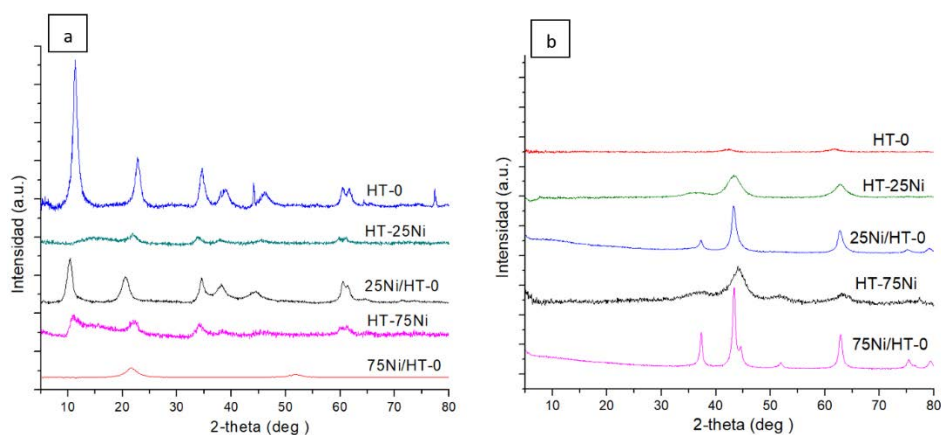 a
Intensidad (a.u.)
HT-0
HT-25Ni
25Ni/HT-0
HT-75Ni
75Ni/HT-0
10 20 30 40 50 60 70 80
2-theta (deg )
b
Intensidad (a.u.)
HT-0
HT-25Ni
25Ni/HT-0
HT-75Ni
75Ni/HT-0
10 20 30 40 50 60 70 80
2-theta (deg )